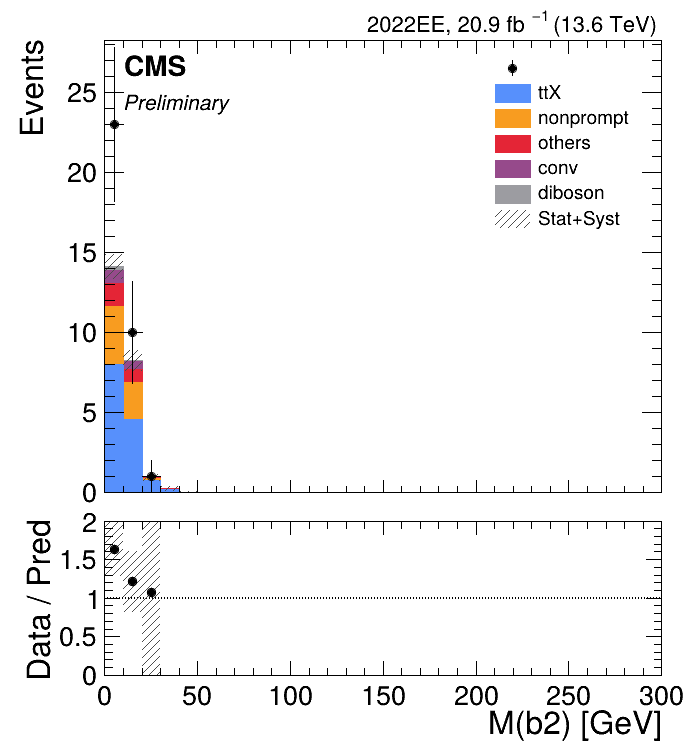 2022EE, 20.9 fb⁻¹ (13.6 TeV)
Events
CMS
Preliminary
ttX
nonprompt
others
conv
diboson
Stat+Syst
25
20
15
10
5
0
Data / Pred
2
1.5
1
0.5
0
0 50 100 150 200 250 300
M(b2) [GeV]